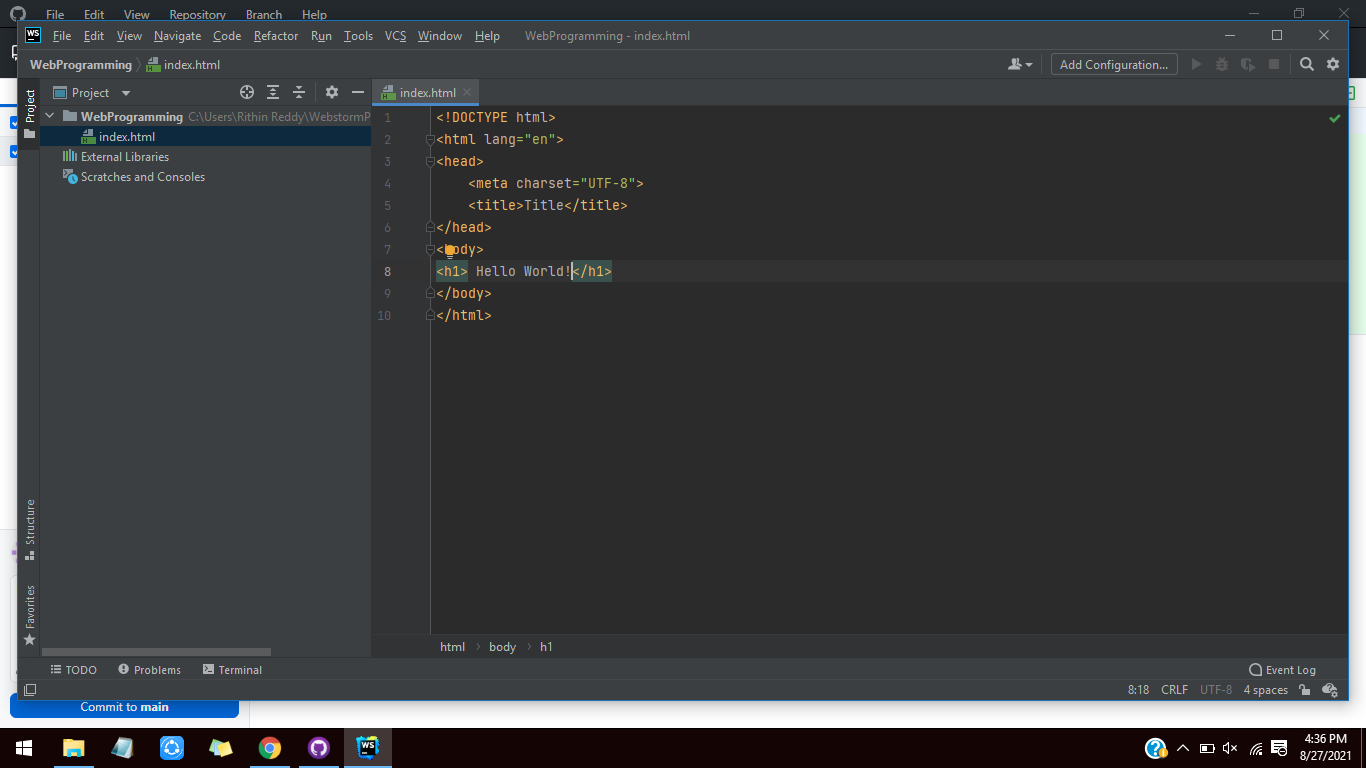 File Edit View Repository Branch Help
WS File Edit View Navigate Code Refactor Run Tools VCS Window Help WebProgramming - index.html
WebProgramming index.html Add Configuration...
Project
Project
index.html
WebProgramming C:\Users\Rithin Reddy\WebstormP
index.html
External Libraries
Scratches and Consoles
1 <!DOCTYPE html>
2 <html lang="en">
3 <head>
4 <meta charset="UTF-8">
5 <title>Title</title>
6 </head>
7 <body>
8 <h1> Hello World!</h1>
9 </body>
10 </html>
Structure
Favorites
html body h1
TODO Problems Terminal Event Log
8:18 CRLF UTF-8 4 spaces
Commit to main
WS
4:36 PM
8/27/2021